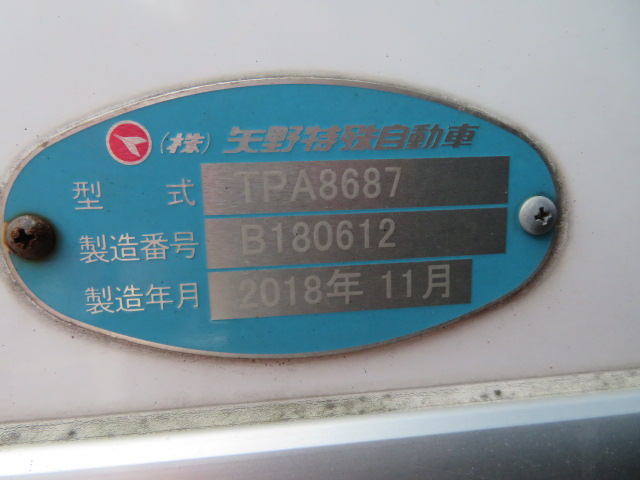 (株) 矢野特殊自動車
型 式 TPA8687
製造番号 B180612
製造年月 2018年 11月